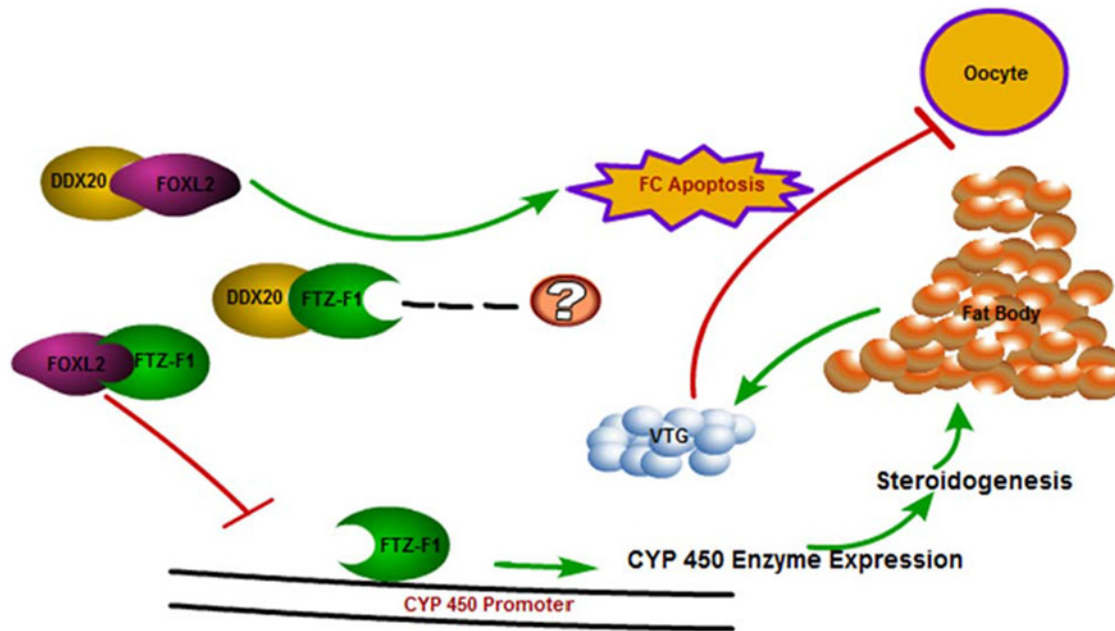 Oocyte
DDX20
FOXL2
FC Apoptosis
DDX20
FTZ-F1
?
Fat Body
FOXL2
FTZ-F1
VTG
Steroidogenesis
FTZ-F1
CYP 450 Enzyme Expression
CYP 450 Promoter